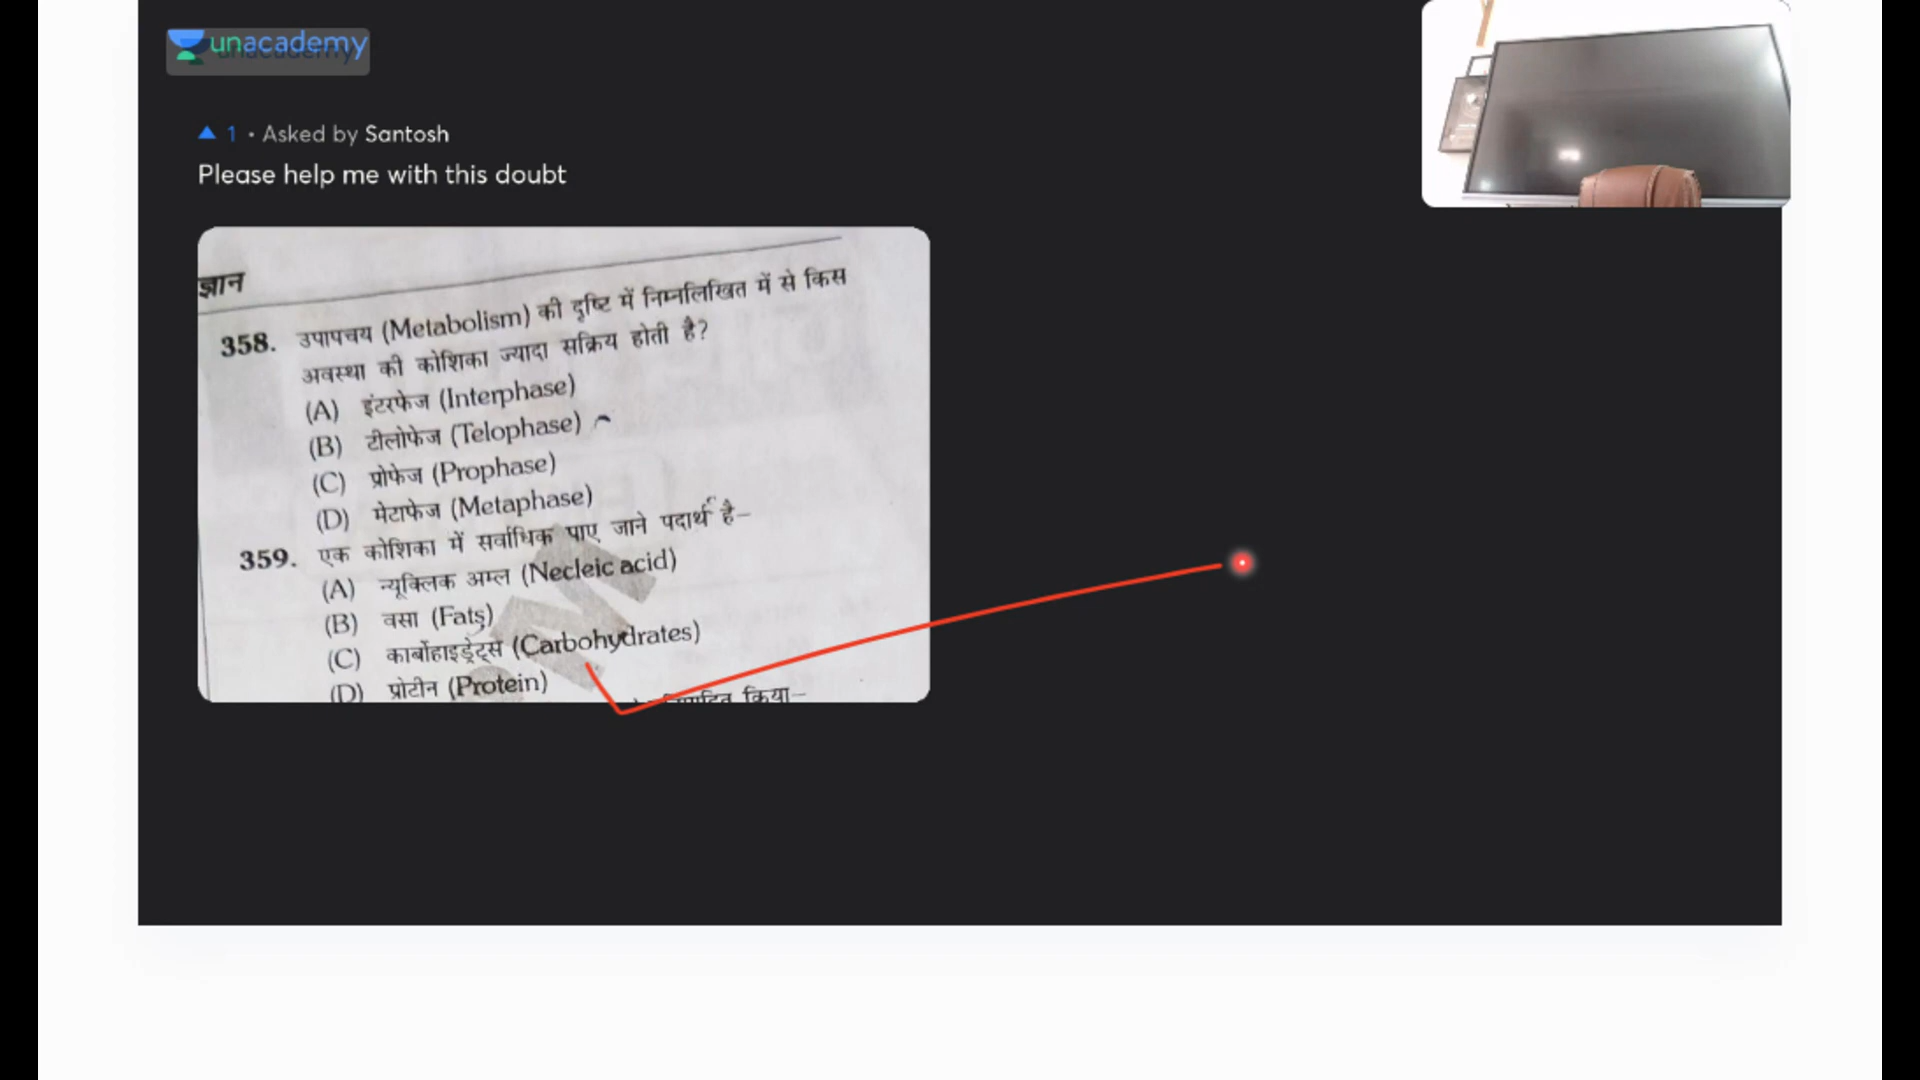 unacademy
1 • Asked by Santosh
Please help me with this doubt
ज्ञान
358. उपापचय (Metabolism) की दृष्टि में निम्नलिखित में से किस
अवस्था की कोशिका ज्यादा सक्रिय होती है?
(A) इंटरफेज (Interphase)
(B) टीलोफेज (Telophase)
(C) प्रोफेज (Prophase)
(D) मेटाफेज (Metaphase)
359. एक कोशिका में सर्वाधिक पाए जाने पदार्थ है–
(A) न्यूक्लिक अम्ल (Necleic acid)
(B) वसा (Fats)
(C) कार्बोहाइड्रेट्स (Carbohydrates)
(D) प्रोटीन (Protein)
क्रिया–